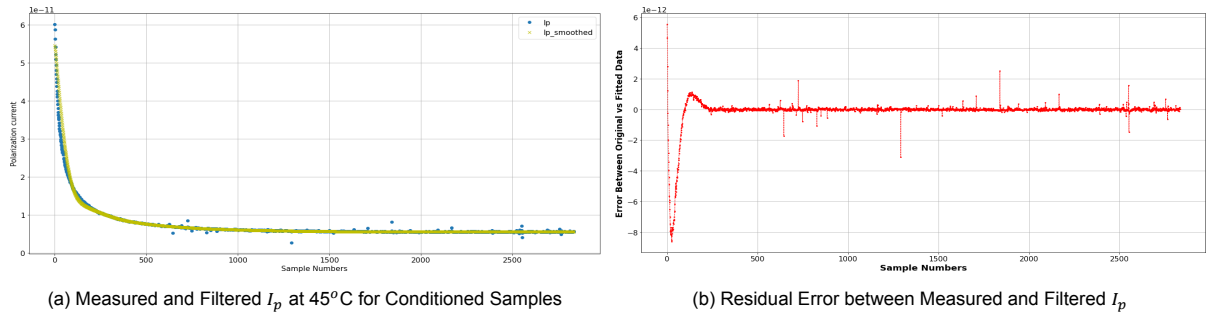 1e−11
6
5
4
3
2
1
0
Polarization current
Ip
Ip_smoothed
0 500 1000 1500 2000 2500
Sample Numbers
(a) Measured and Filtered Iₚ at 45°C for Conditioned Samples
1e−12
6
4
2
0
−2
−4
−6
−8
Error Between Original vs Fitted Data
0 500 1000 1500 2000 2500
Sample Numbers
(b) Residual Error between Measured and Filtered Iₚ